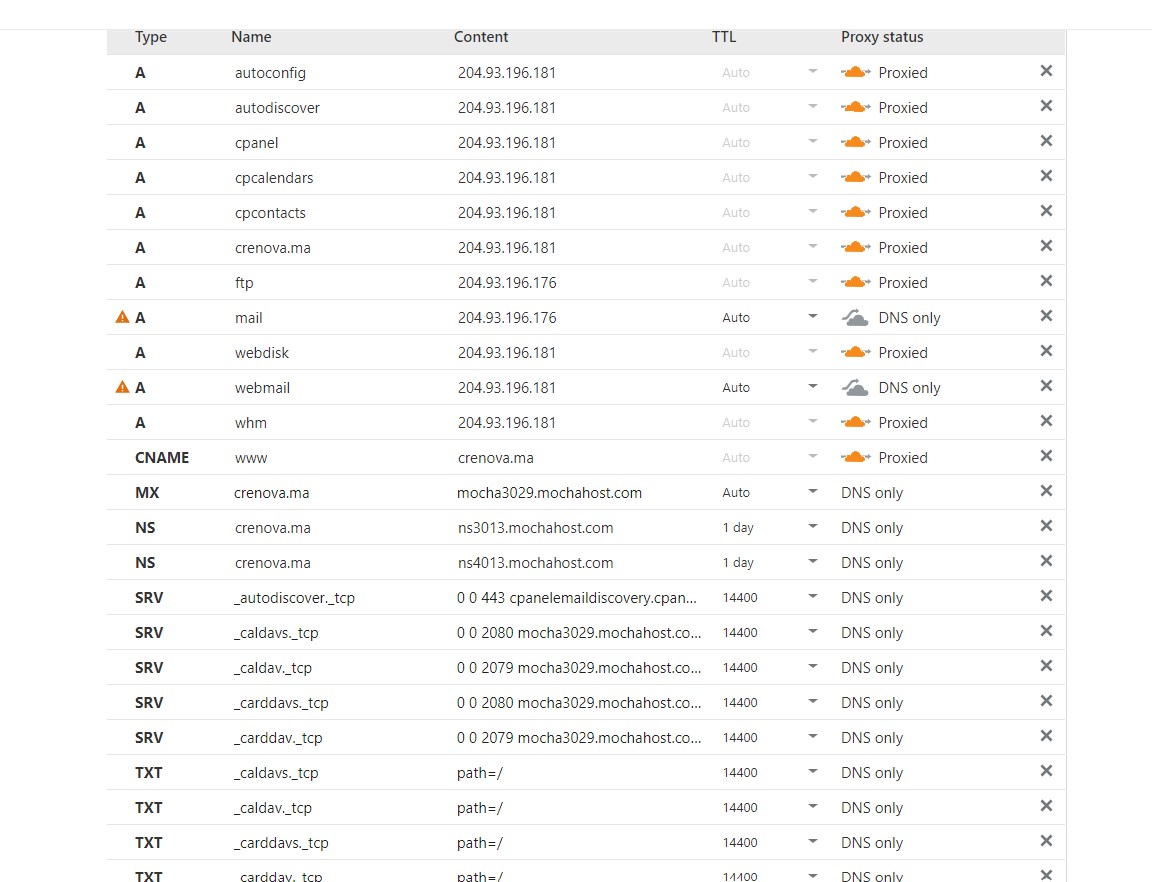 Type Name Content TTL Proxy status
A autoconfig 204.93.196.181 Auto Proxied
A autodiscover 204.93.196.181 Auto Proxied
A cpanel 204.93.196.181 Auto Proxied
A cpcalendars 204.93.196.181 Auto Proxied
A cpcontacts 204.93.196.181 Auto Proxied
A crenova.ma 204.93.196.181 Auto Proxied
A ftp 204.93.196.176 Auto Proxied
A mail 204.93.196.176 Auto DNS only
A webdisk 204.93.196.181 Auto Proxied
A webmail 204.93.196.181 Auto DNS only
A whm 204.93.196.181 Auto Proxied
CNAME www crenova.ma Auto Proxied
MX crenova.ma mocha3029.mochahost.com Auto DNS only
NS crenova.ma ns3013.mochahost.com 1 day DNS only
NS crenova.ma ns4013.mochahost.com 1 day DNS only
SRV _autodiscover._tcp 0 0 443 cpanelemaildiscovery.cpan... 14400 DNS only
SRV _caldavs._tcp 0 0 2080 mocha3029.mochahost.co... 14400 DNS only
SRV _caldav._tcp 0 0 2079 mocha3029.mochahost.co... 14400 DNS only
SRV _carddavs._tcp 0 0 2080 mocha3029.mochahost.co... 14400 DNS only
SRV _carddav._tcp 0 0 2079 mocha3029.mochahost.co... 14400 DNS only
TXT _caldavs._tcp path=/ 14400 DNS only
TXT _caldav._tcp path=/ 14400 DNS only
TXT _carddavs._tcp path=/ 14400 DNS only
TXT _carddav._tcp path=/ 14400 DNS only